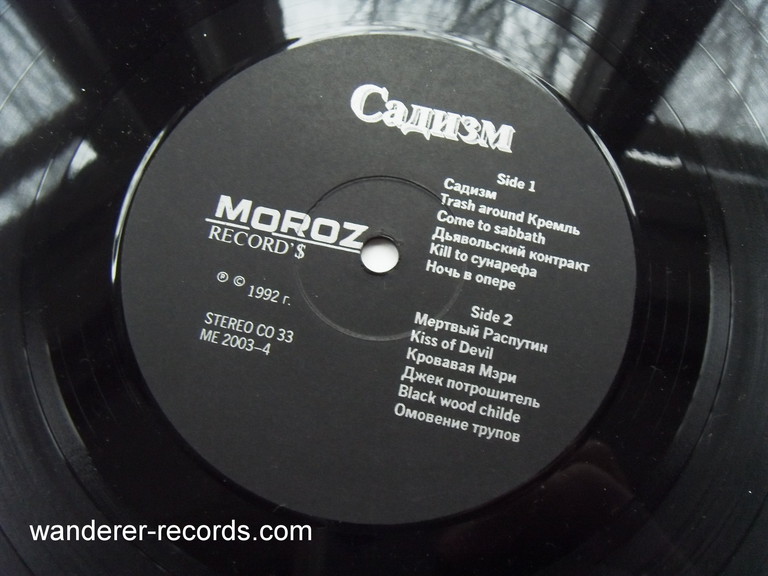 Садизм
Side 1
Садизм
Trash around Кремль
Come to sabbath
Дьявольский контракт
Kill to сунарефа
Ночь в опере
MOROZ
RECORD`$
℗ © 1992 г.
STEREO CO 33
ME 2003–4
Side 2
Мертвый Распутин
Kiss of Devil
Кровавая Мэри
Джек потрошитель
Black wood childe
Омовение трупов
wanderer-records.com